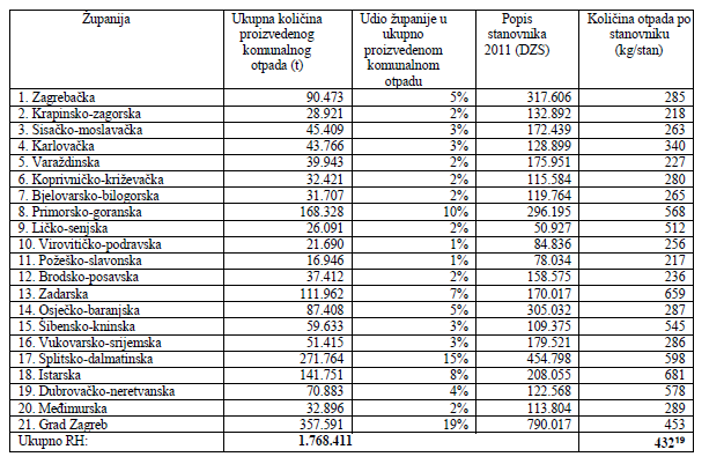 Županija Ukupna količina proizvedenog komunalnog otpada (t) Udio županije u ukupno proizvedenom komunalnom otpadu Popis stanovnika 2011 (DZS) Količina otpada po stanovniku (kg/stan)
1. Zagrebačka 90.473 5% 317.606 285
2. Krapinsko-zagorska 28.921 2% 132.892 218
3. Sisačko-moslavačka 45.409 3% 172.439 263
4. Karlovačka 43.766 3% 128.899 340
5. Varaždinska 39.943 2% 175.951 227
6. Koprivničko-križevačka 32.421 2% 115.584 280
7. Bjelovarsko-bilogorska 31.707 2% 119.764 265
8. Primorsko-goranska 168.328 10% 296.195 568
9. Ličko-senjska 26.091 2% 50.927 512
10. Virovitičko-podravska 21.690 1% 84.836 256
11. Požeško-slavonska 16.946 1% 78.034 217
12. Brodsko-posavska 37.412 2% 158.575 236
13. Zadarska 111.962 7% 170.017 659
14. Osječko-baranjska 87.408 5% 305.032 287
15. Šibensko-kninska 59.633 3% 109.375 545
16. Vukovarsko-srijemska 51.415 3% 179.521 286
17. Splitsko-dalmatinska 271.764 15% 454.798 598
18. Istarska 141.751 8% 208.055 681
19. Dubrovačko-neretvanska 70.883 4% 122.568 578
20. Međimurska 32.896 2% 113.804 289
21. Grad Zagreb 357.591 19% 790.017 453
Ukupno RH: 1.768.411 432¹⁹